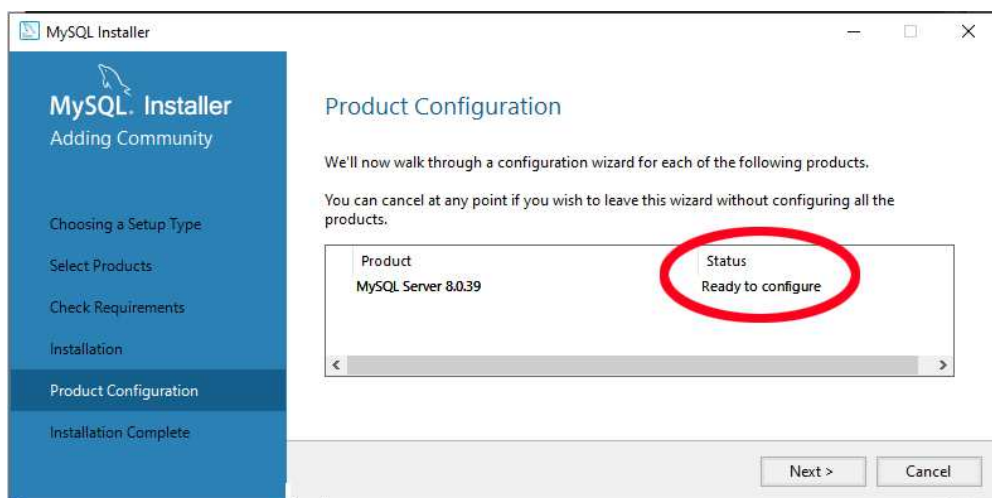 MySQL Installer
MySQL. Installer
Adding Community
Choosing a Setup Type
Select Products
Check Requirements
Installation
Product Configuration
Installation Complete
Product Configuration
We'll now walk through a configuration wizard for each of the following products.
You can cancel at any point if you wish to leave this wizard without configuring all the
products.
Product Status
MySQL Server 8.0.39 Ready to configure
Next >
Cancel